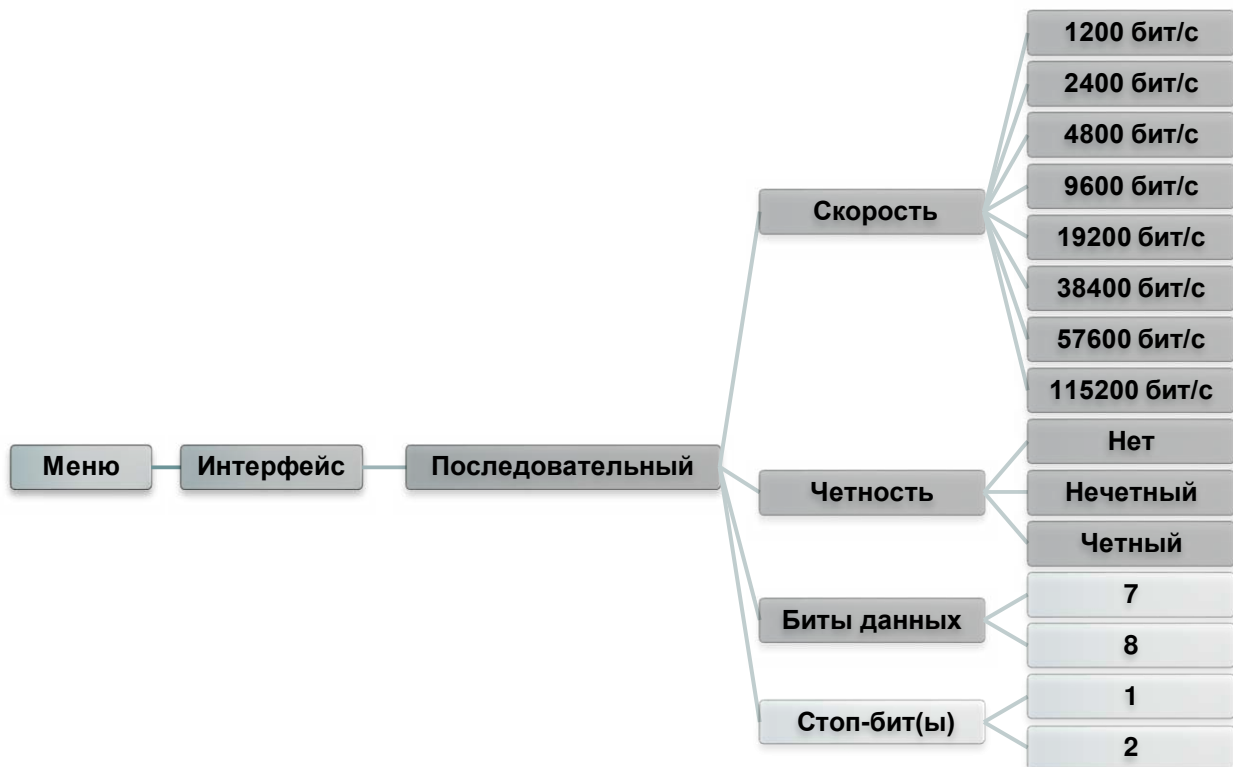 Меню
Интерфейс
Последовательный
Скорость
1200 бит/с
2400 бит/с
4800 бит/с
9600 бит/с
19200 бит/с
38400 бит/с
57600 бит/с
115200 бит/с
Четность
Нет
Нечетный
Четный
Биты данных
7
8
Стоп-бит(ы)
1
2